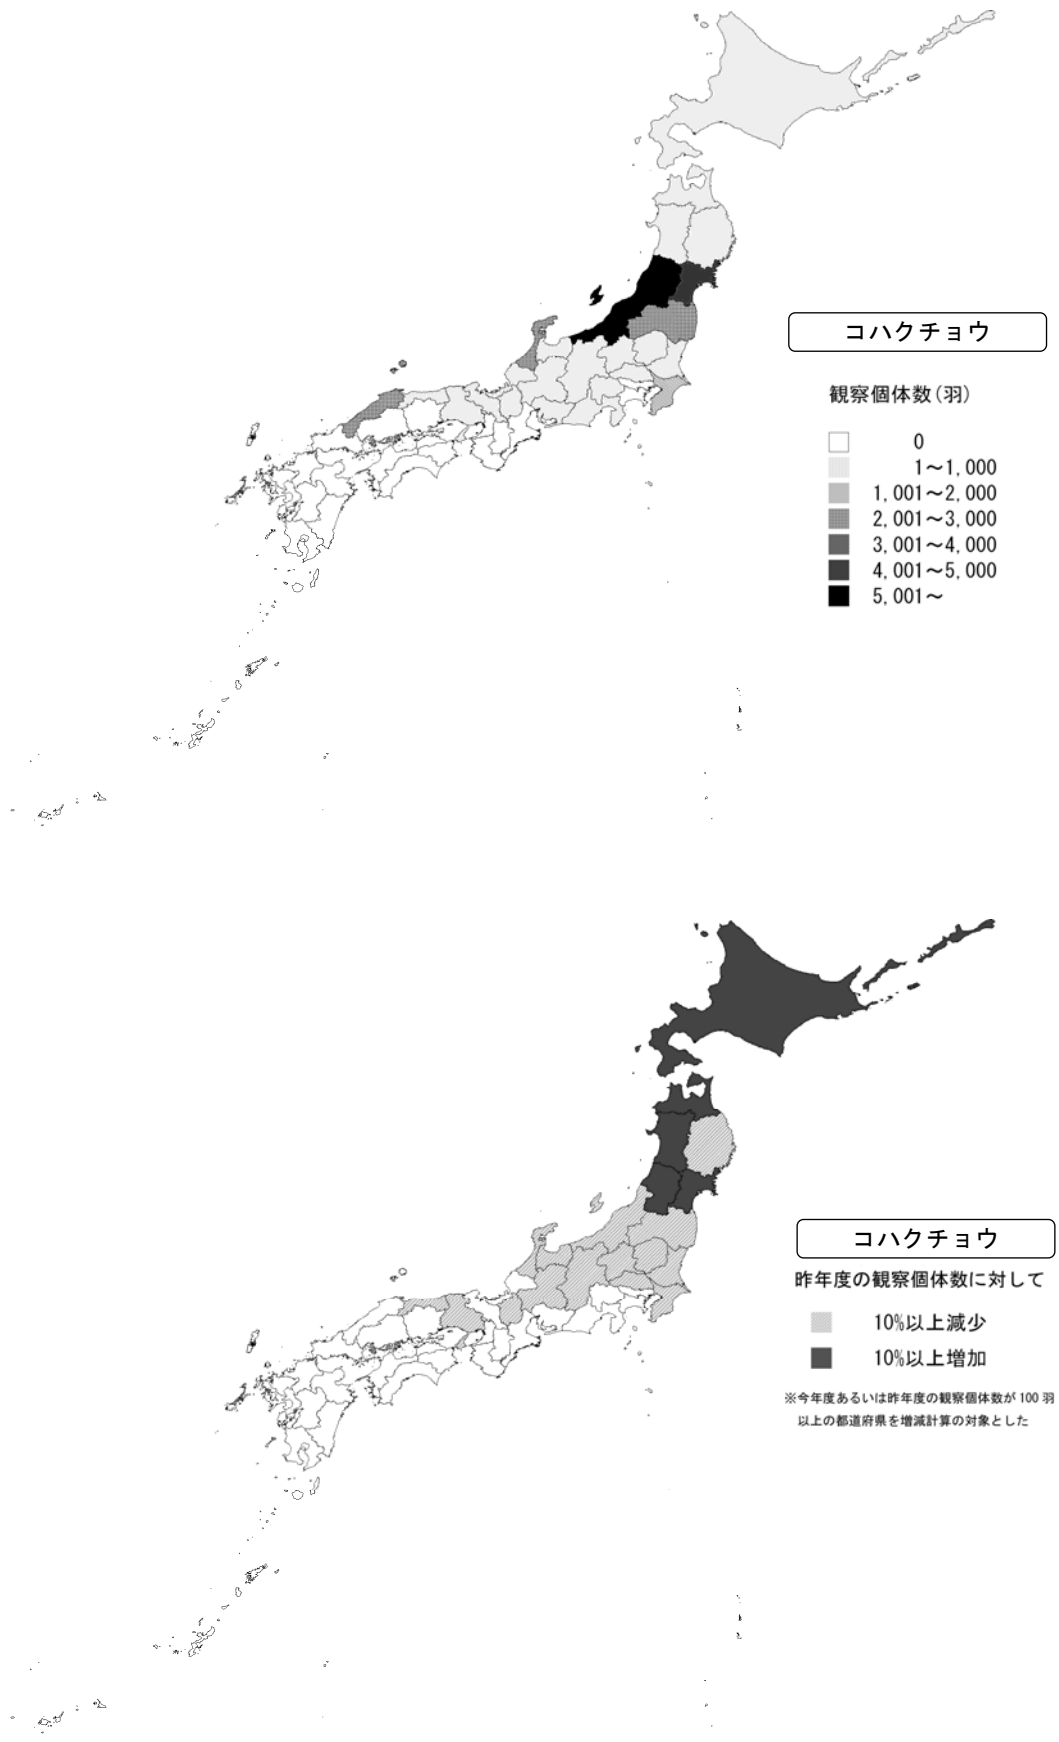 コハクチョウ
観察個体数(羽)
0
1～1,000
1,001～2,000
2,001～3,000
3,001～4,000
4,001～5,000
5,001～
コハクチョウ
昨年度の観察個体数に対して
10%以上減少
10%以上増加
※今年度あるいは昨年度の観察個体数が100羽
以上の都道府県を増減計算の対象とした